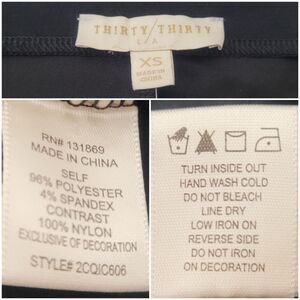 THIRTY/THIRTY
L/A
XS
MADE IN
CHINA
RN# 131869
MADE IN CHINA
SELF
96% POLYESTER
4% SPANDEX
CONTRAST
100% NYLON
EXCLUSIVE OF DECORATION
STYLE# 2CQIC606
TURN INSIDE OUT
HAND WASH COLD
DO NOT BLEACH
LINE DRY
LOW IRON ON
REVERSE SIDE
DO NOT IRON
ON DECORATION